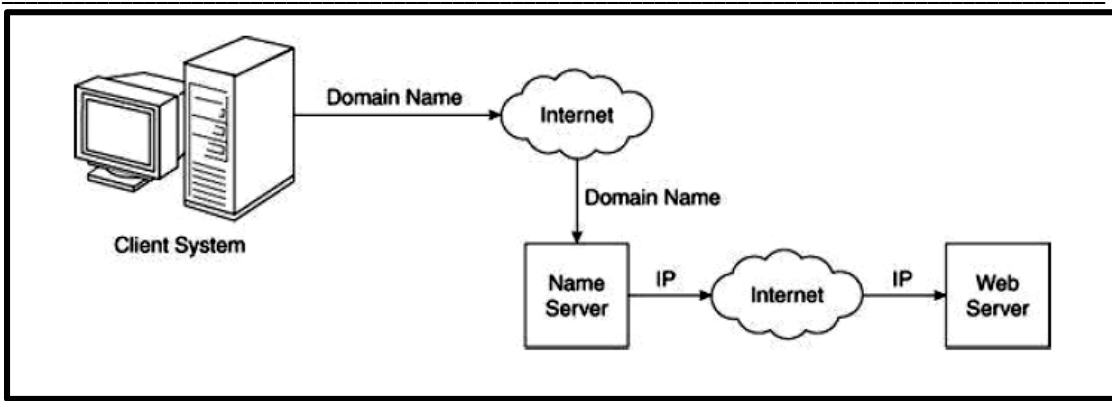 Domain Name
Internet
Domain Name
Client System
Name
Server
IP
Internet
IP
Web
Server